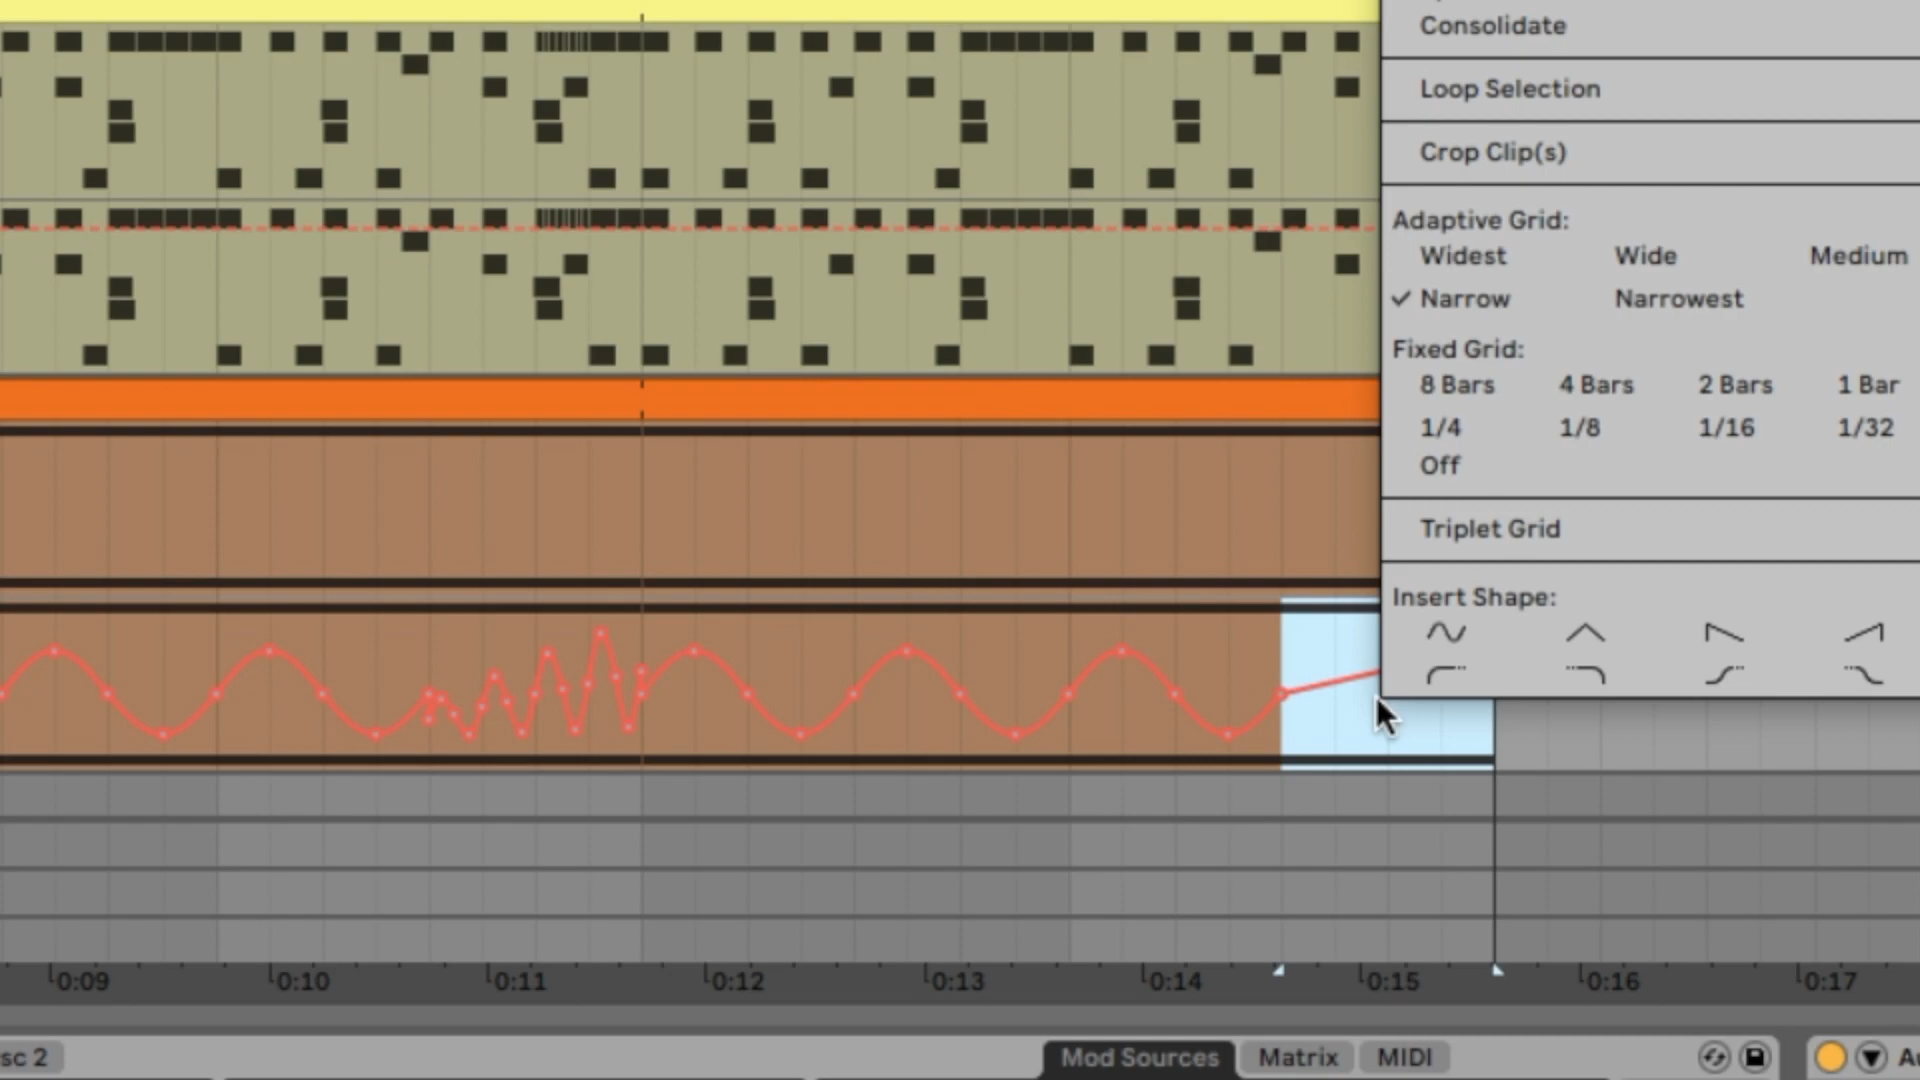 Consolidate
Loop Selection
Crop Clip(s)
Adaptive Grid:
Widest Wide Medium
Narrow Narrowest
Fixed Grid:
8 Bars 4 Bars 2 Bars 1 Bar
1/4 1/8 1/16 1/32
Off
Triplet Grid
Insert Shape:
0:09 0:10 0:11 0:12 0:13 0:14 0:15 0:16 0:17
sc 2 Mod Sources Matrix MIDI